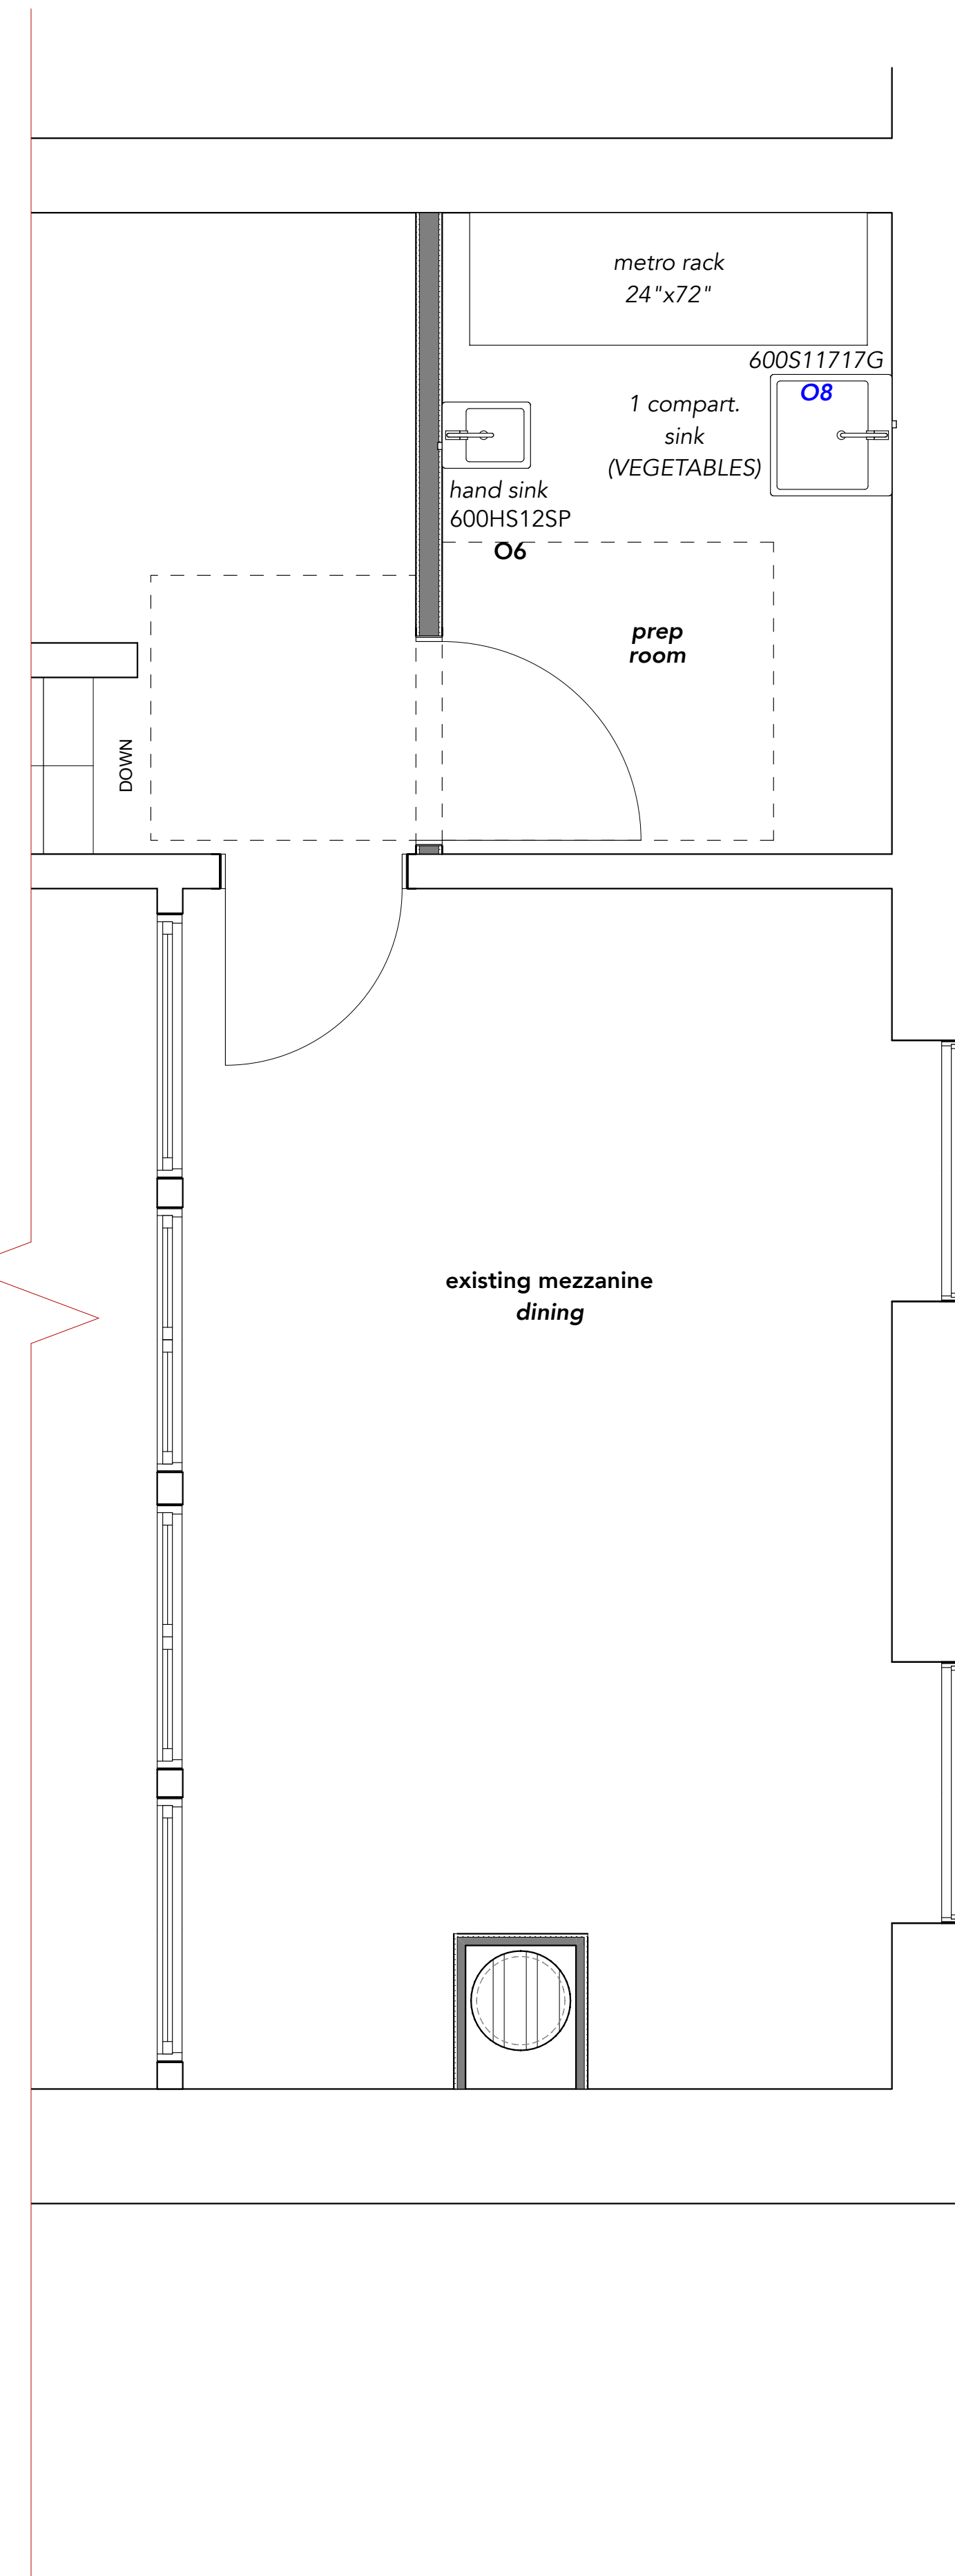 metro rack
24"x72"
600S11717G
O8
1 compart.
sink
(VEGETABLES)
hand sink
600HS12SP
O6
prep
room
DOWN
existing mezzanine
dining